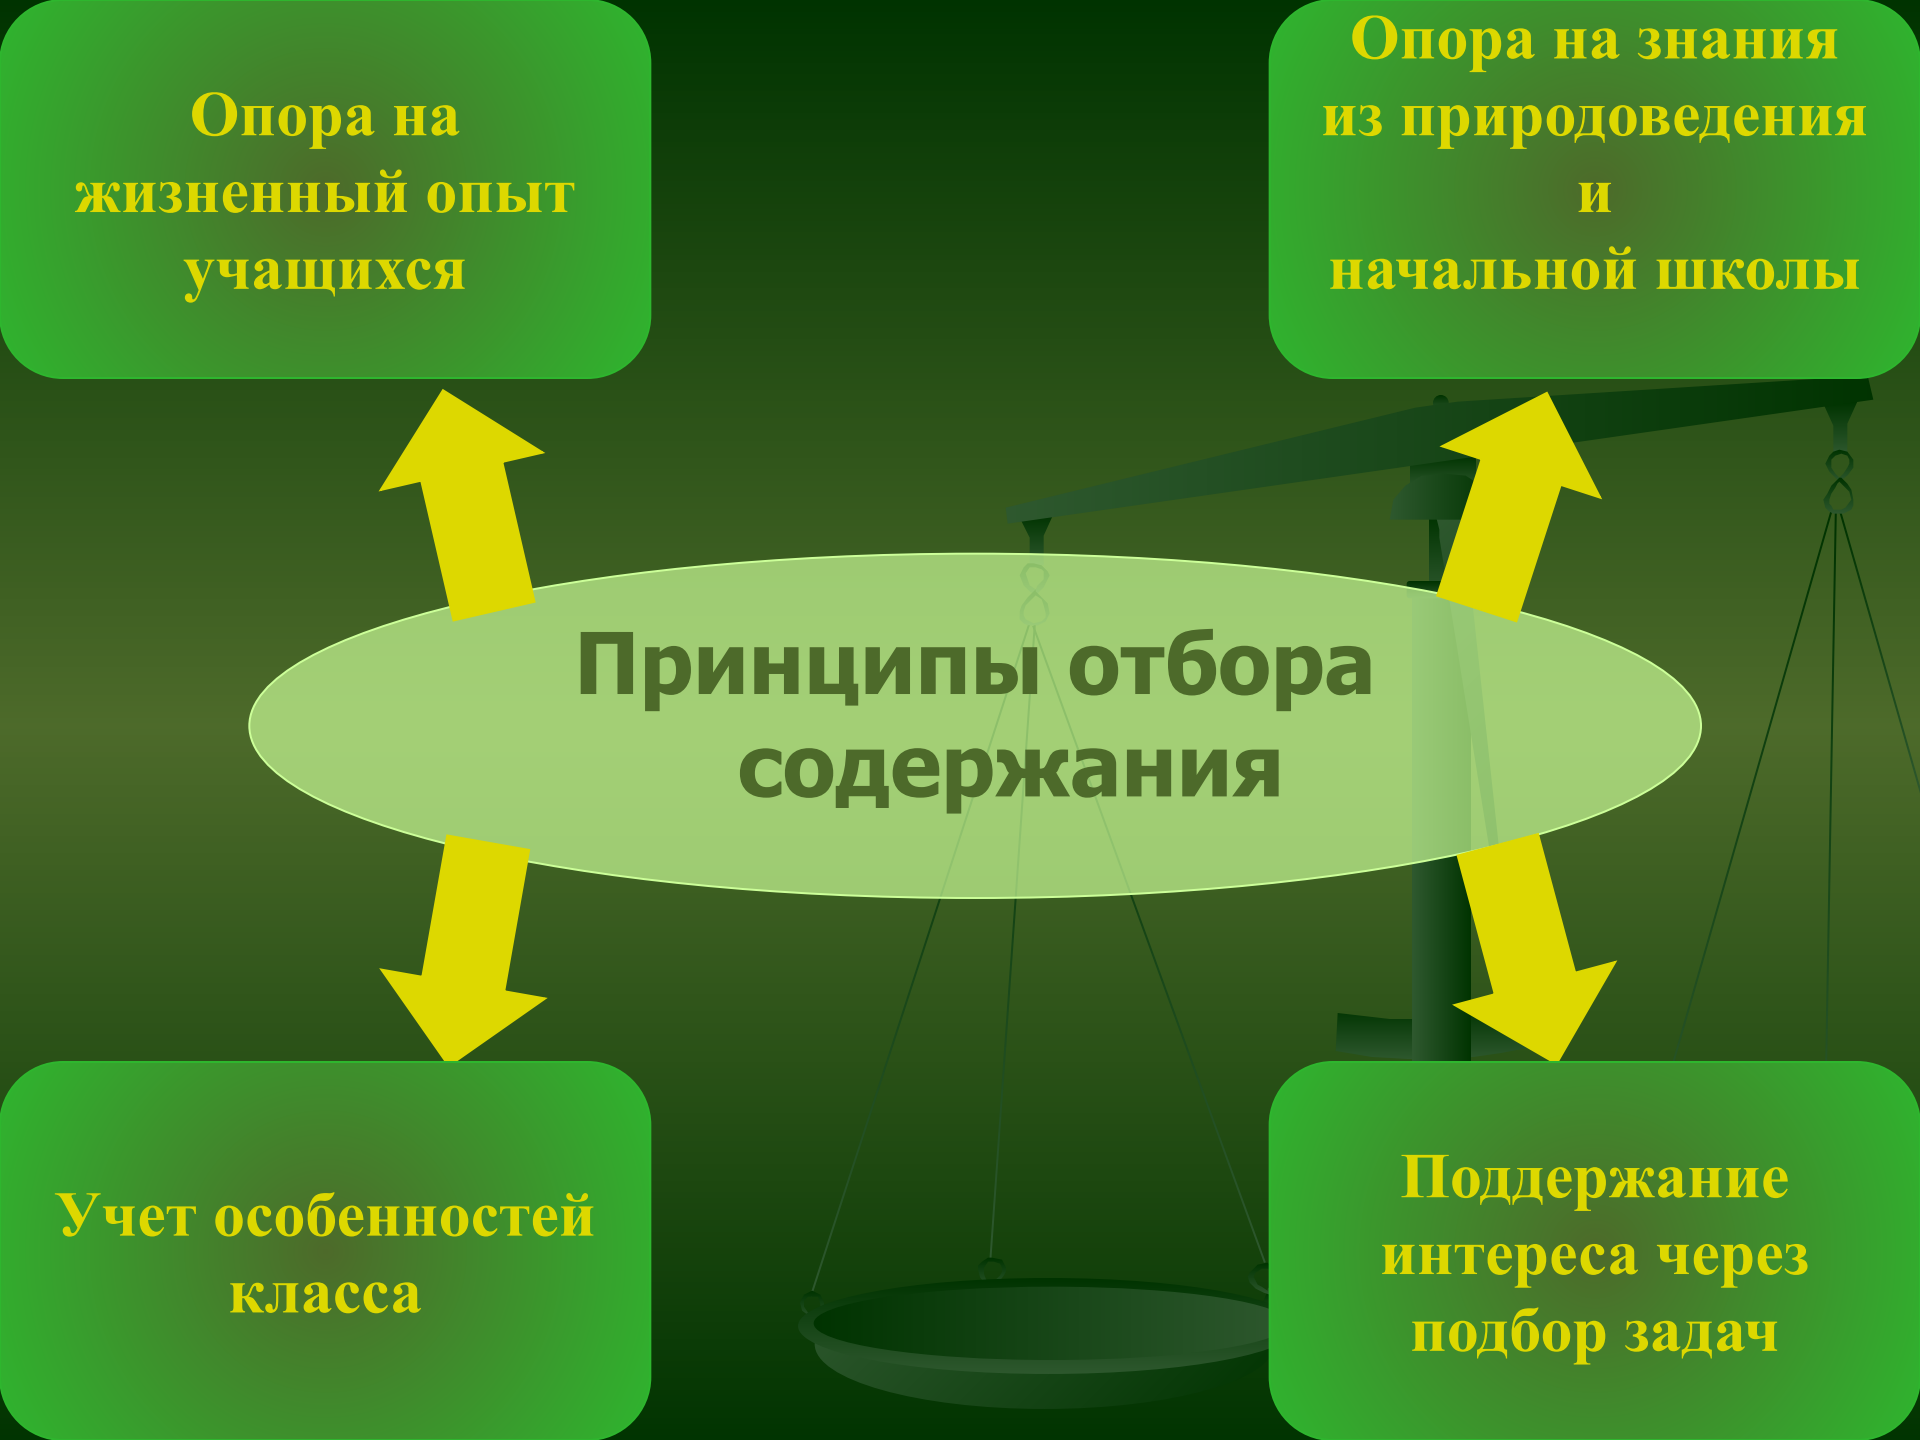 Опора на
жизненный опыт
учащихся
Опора на знания
из природоведения
и
начальной школы
Принципы отбора
содержания
Учет особенностей
класса
Поддержание
интереса через
подбор задач